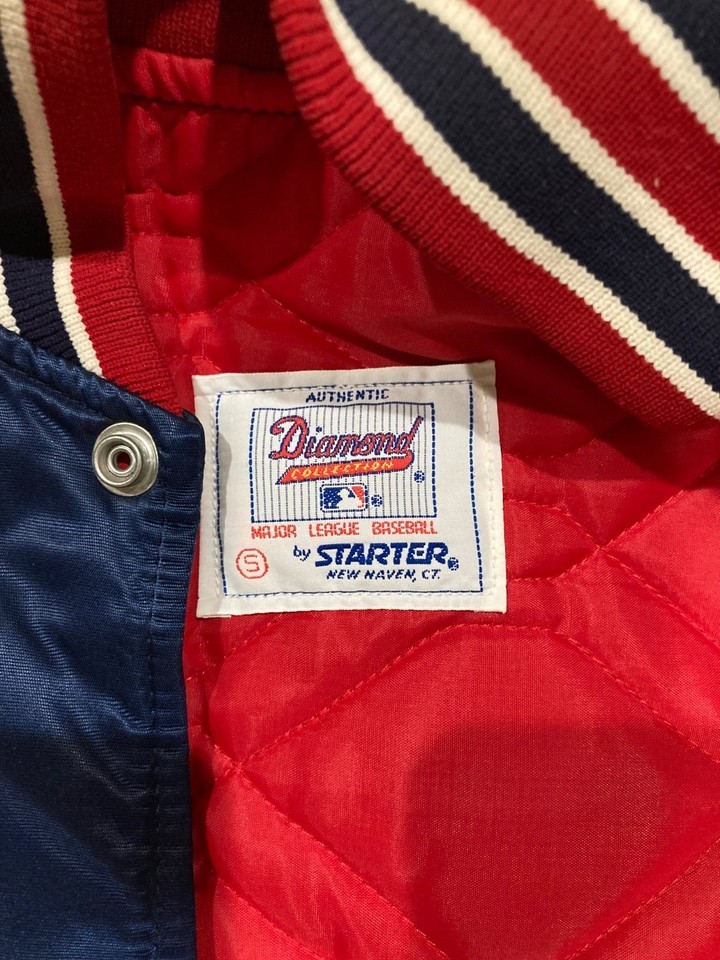 AUTHENTIC
Diamond
COLLECTION
MAJOR LEAGUE BASEBALL
S by STARTER®
NEW HAVEN, CT.